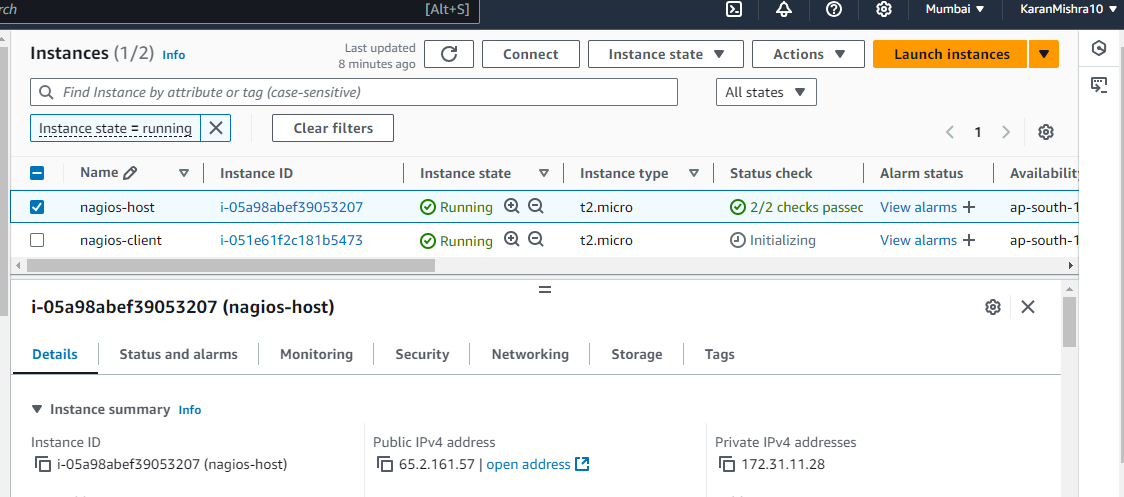 rch [Alt+S] Mumbai KaranMishra10
Instances (1/2) Info Last updated 8 minutes ago Connect Instance state Actions Launch instances
Find Instance by attribute or tag (case-sensitive) All states
Instance state = running Clear filters 1
Name Instance ID Instance state Instance type Status check Alarm status Availability
nagios-host i-05a98abef39053207 Running t2.micro 2/2 checks passed View alarms ap-south-1
nagios-client i-051e61f2c181b5473 Running t2.micro Initializing View alarms ap-south-1
i-05a98abef39053207 (nagios-host)
Details Status and alarms Monitoring Security Networking Storage Tags
Instance summary Info
Instance ID Public IPv4 address Private IPv4 addresses
i-05a98abef39053207 (nagios-host) 65.2.161.57 | open address 172.31.11.28